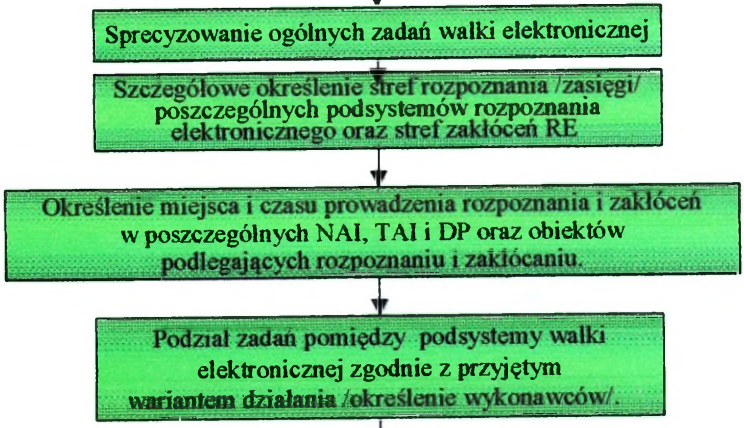 Sprecyzowanie ogólnych zadań walki elektronicznej
Szczegółowe określenie stref rozpoznania /zasięgi/
poszczególnych podsystemów rozpoznania
elektronicznego oraz stref zakłóceń RE
Określenie miejsca i czasu prowadzenia rozpoznania i zakłóceń
w poszczególnych NAI, TAI i DP oraz obiektów
podlegających rozpoznaniu i zakłócaniu.
Podział zadań pomiędzy podsystemy walki
elektronicznej zgodnie z przyjętym
wariantem działania /określenie wykonawców/.